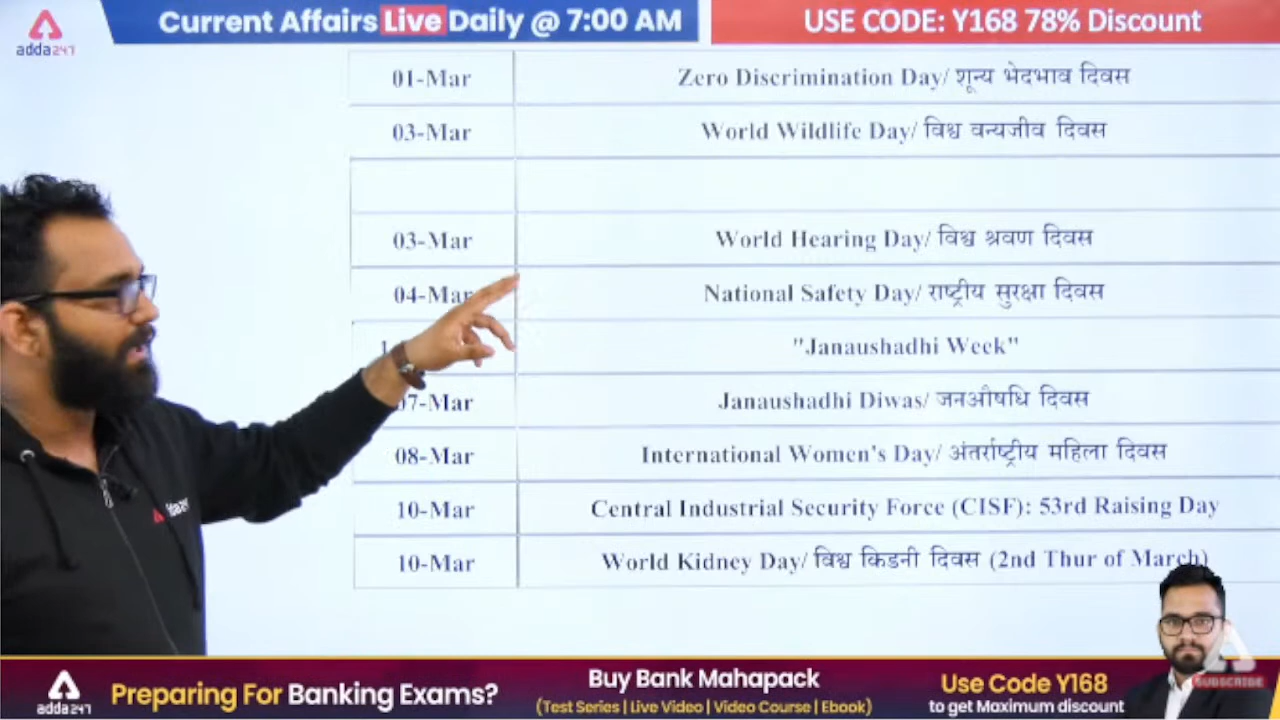 adda247
Current Affairs Live Daily @ 7:00 AM
USE CODE: Y168 78% Discount
01-Mar Zero Discrimination Day/ शून्य भेदभाव दिवस
03-Mar World Wildlife Day/ विश्व वन्यजीव दिवस
03-Mar World Hearing Day/ विश्व श्रवण दिवस
04-Mar National Safety Day/ राष्ट्रीय सुरक्षा दिवस
"Janaushadhi Week"
07-Mar Janaushadhi Diwas/ जनऔषधि दिवस
08-Mar International Women's Day/ अंतर्राष्ट्रीय महिला दिवस
10-Mar Central Industrial Security Force (CISF): 53rd Raising Day
10-Mar World Kidney Day/ विश्व किडनी दिवस (2nd Thur of March)
adda247
Preparing For Banking Exams?
Buy Bank Mahapack
(Test Series | Live Video | Video Course | Ebook)
Use Code Y168
to get Maximum discount
SUBSCRIBE